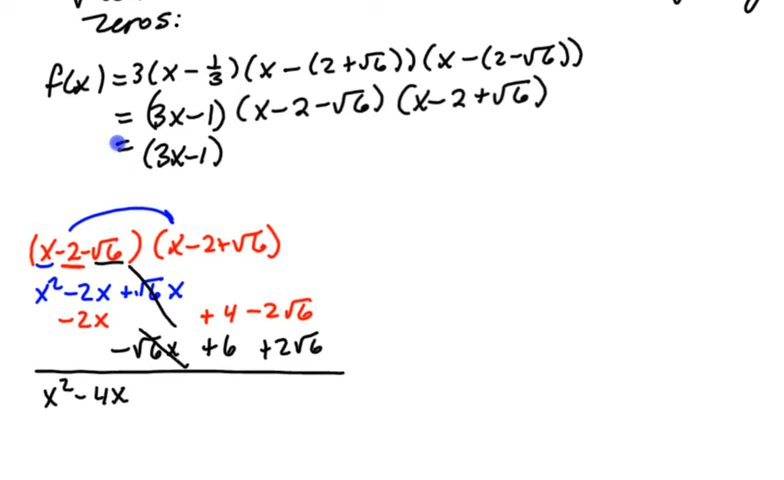 zeros:
f(x) = 3(x - 1/3)(x - (2+√6))(x - (2-√6))
= (3x-1)(x-2-√6)(x-2+√6)
= (3x-1)
(x-2-√6)(x-2+√6)
x² -2x +√6x
-2x +4 -2√6
-√6x +6 +2√6
x² - 4x